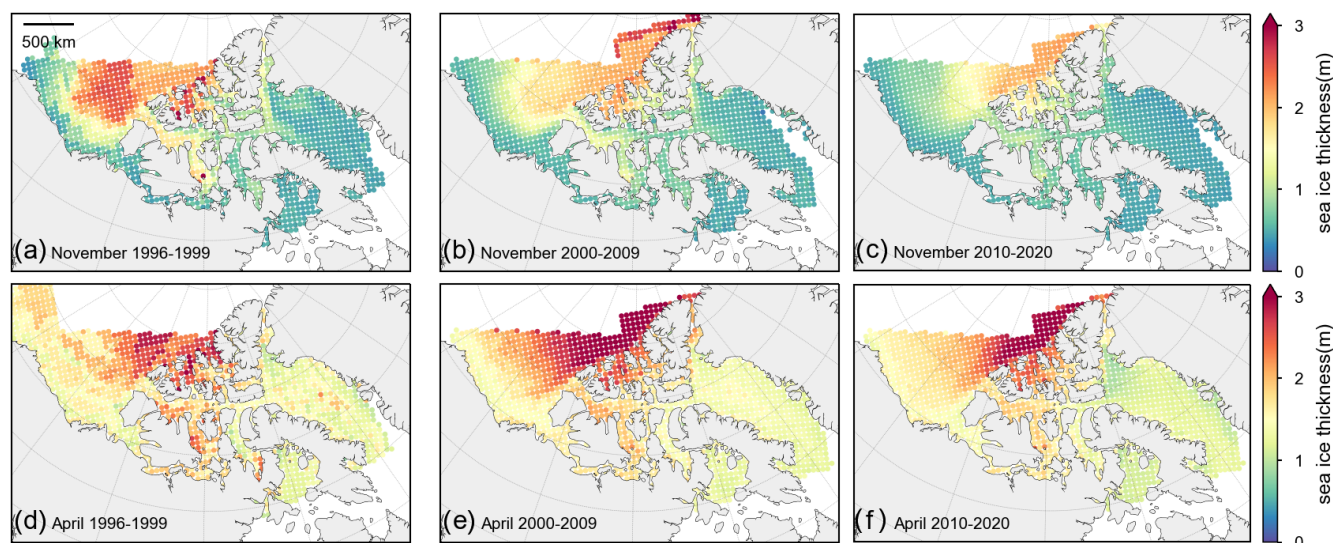 500 km
(a) November 1996-1999
(b) November 2000-2009
(c) November 2010-2020
3
2
1
0
sea ice thickness(m)
(d) April 1996-1999
(e) April 2000-2009
(f) April 2010-2020
3
2
1
0
sea ice thickness(m)